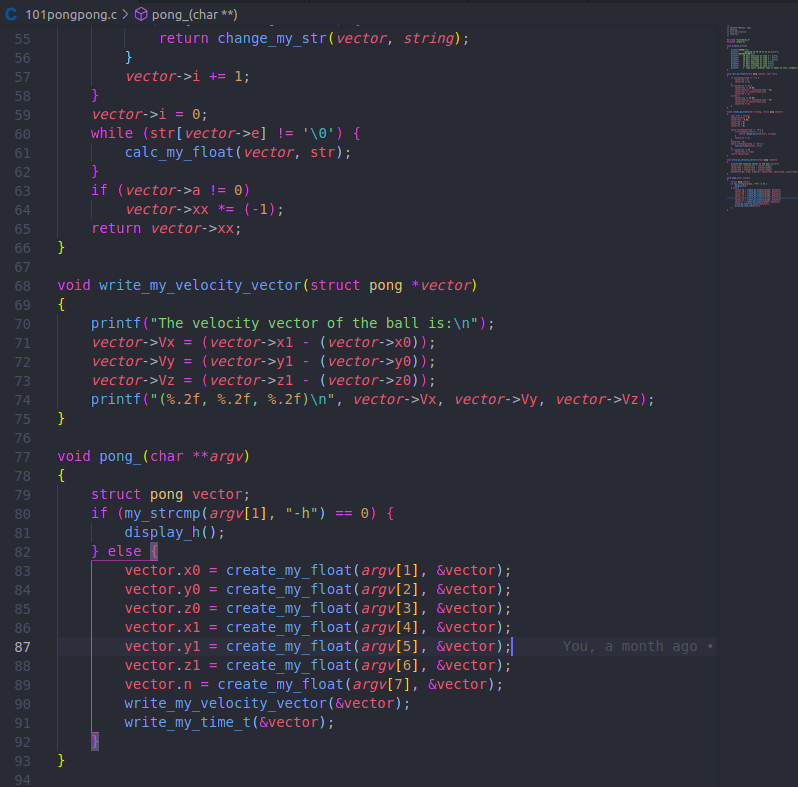 101pongpong.c > pong_(char **)
55 return change_my_str(vector, string);
56 }
57 vector->i += 1;
58 }
59 vector->i = 0;
60 while (str[vector->e] != '\0') {
61 calc_my_float(vector, str);
62 }
63 if (vector->a != 0)
64 vector->xx *= (-1);
65 return vector->xx;
66 }
67
68 void write_my_velocity_vector(struct pong *vector)
69 {
70 printf("The velocity vector of the ball is:\n");
71 vector->Vx = (vector->x1 - (vector->x0));
72 vector->Vy = (vector->y1 - (vector->y0));
73 vector->Vz = (vector->z1 - (vector->z0));
74 printf("(%.2f, %.2f, %.2f)\n", vector->Vx, vector->Vy, vector->Vz);
75 }
76
77 void pong_(char **argv)
78 {
79 struct pong vector;
80 if (my_strcmp(argv[1], "-h") == 0) {
81 display_h();
82 } else {
83 vector.x0 = create_my_float(argv[1], &vector);
84 vector.y0 = create_my_float(argv[2], &vector);
85 vector.z0 = create_my_float(argv[3], &vector);
86 vector.x1 = create_my_float(argv[4], &vector);
87 vector.y1 = create_my_float(argv[5], &vector); You, a month ago •
88 vector.z1 = create_my_float(argv[6], &vector);
89 vector.n = create_my_float(argv[7], &vector);
90 write_my_velocity_vector(&vector);
91 write_my_time_t(&vector);
92 }
93 }
94